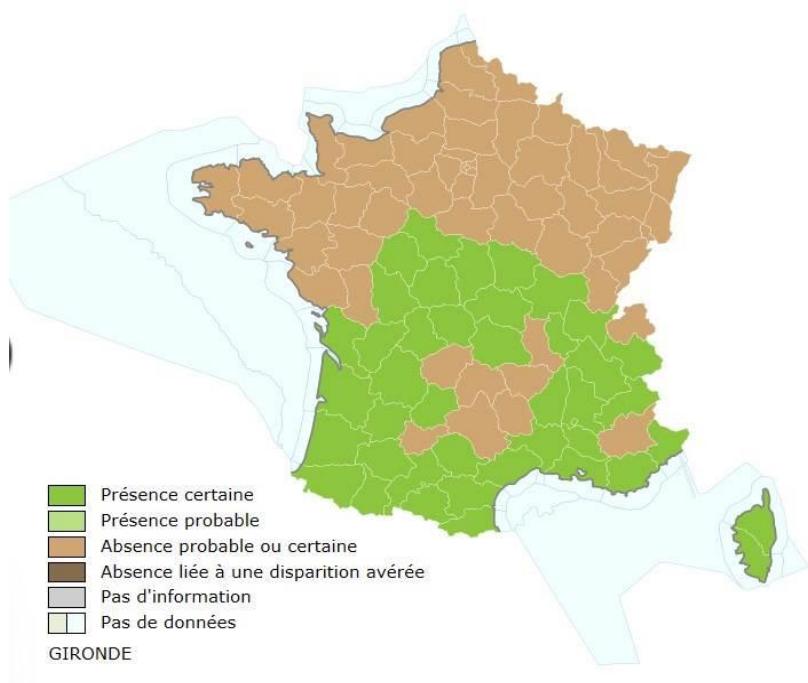 Présence certaine
Présence probable
Absence probable ou certaine
Absence liée à une disparition avérée
Pas d'information
Pas de données
GIRONDE